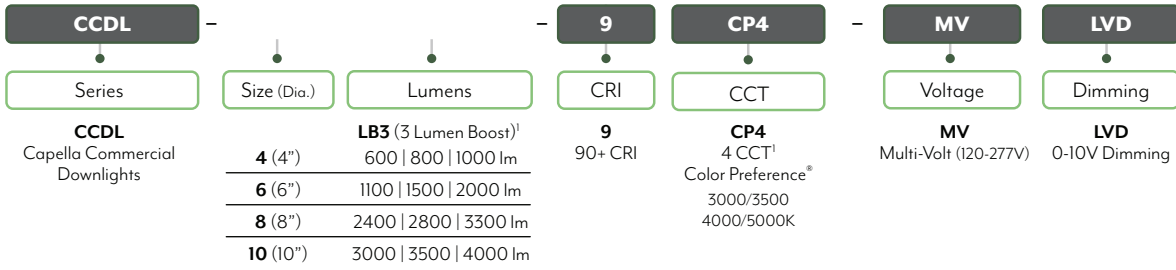 CCDL – – 9 CP4 – MV LVD
Series Size (Dia.) Lumens CRI CCT Voltage Dimming
CCDL
Capella Commercial
Downlights
LB3 (3 Lumen Boost)¹
4 (4”) 600 | 800 | 1000 lm
6 (6”) 1100 | 1500 | 2000 lm
8 (8”) 2400 | 2800 | 3300 lm
10 (10”) 3000 | 3500 | 4000 lm
9
90+ CRI
CP4
4 CCT¹
Color Preference®
3000/3500
4000/5000K
MV
Multi-Volt (120-277V)
LVD
0-10V Dimming